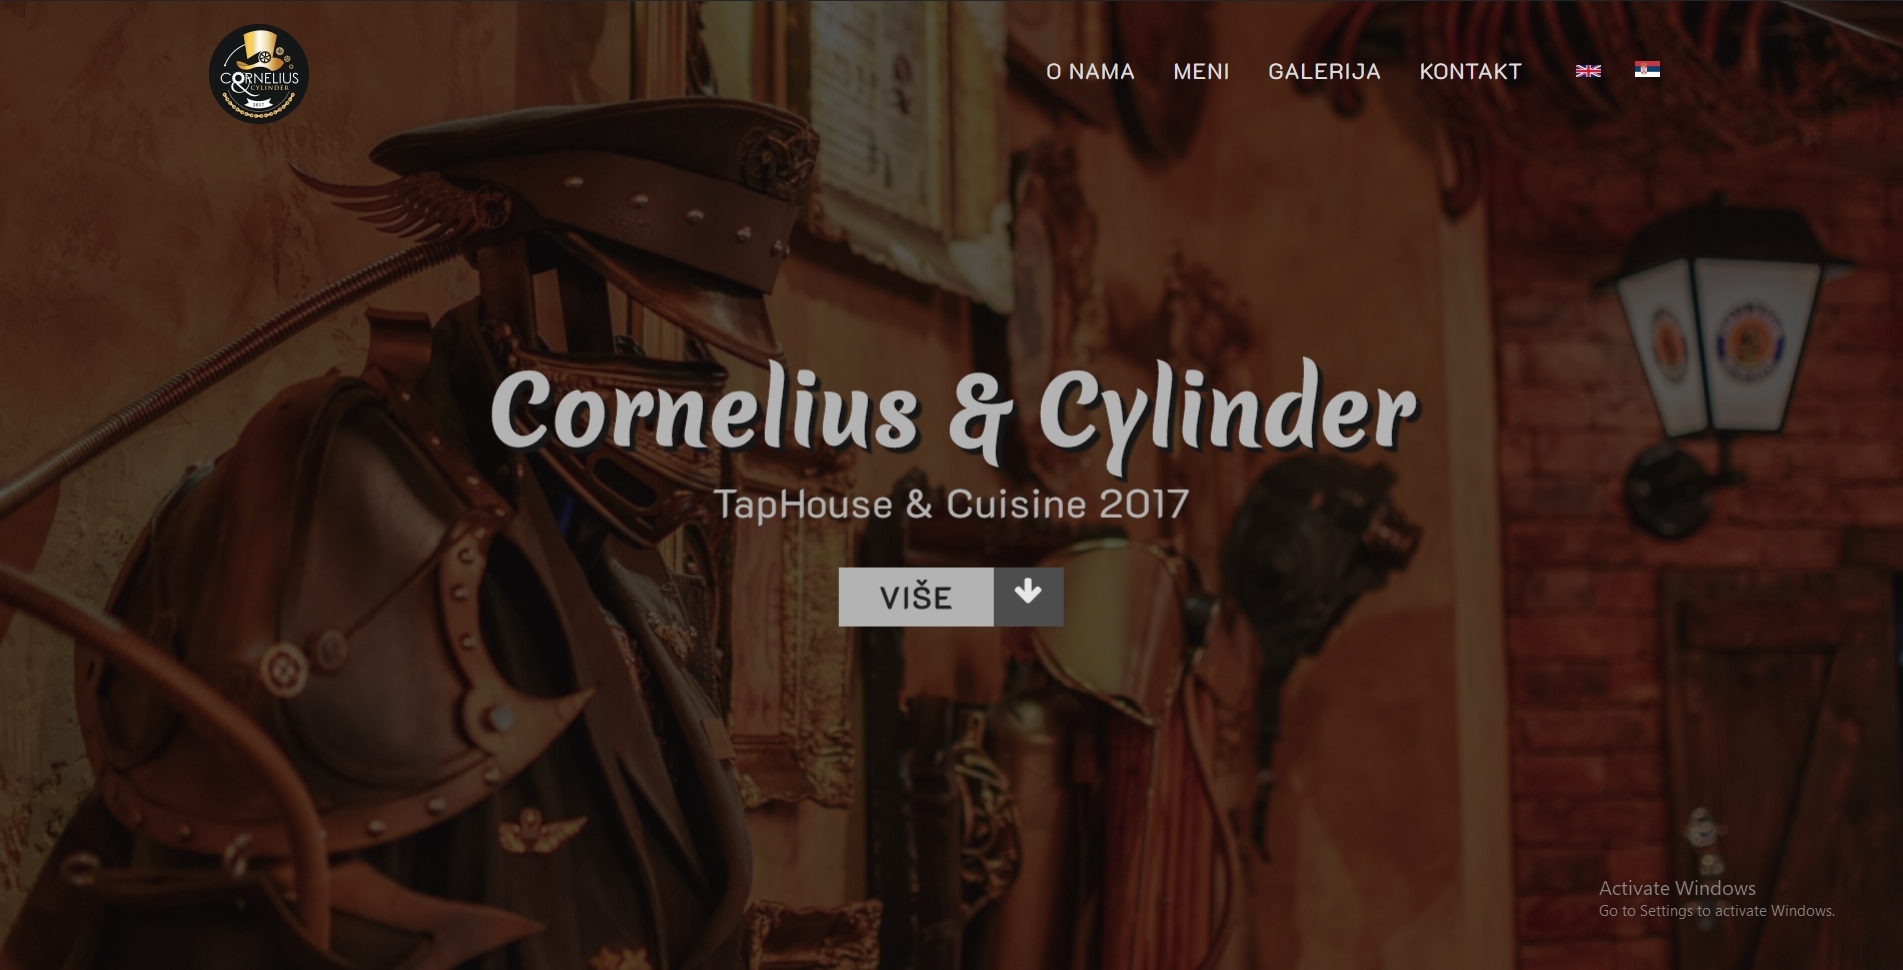 CORNELIUS
& CYLINDER
2017
O NAMA MENI GALERIJA KONTAKT
Cornelius & Cylinder
TapHouse & Cuisine 2017
VIŠE
Activate Windows
Go to Settings to activate Windows.